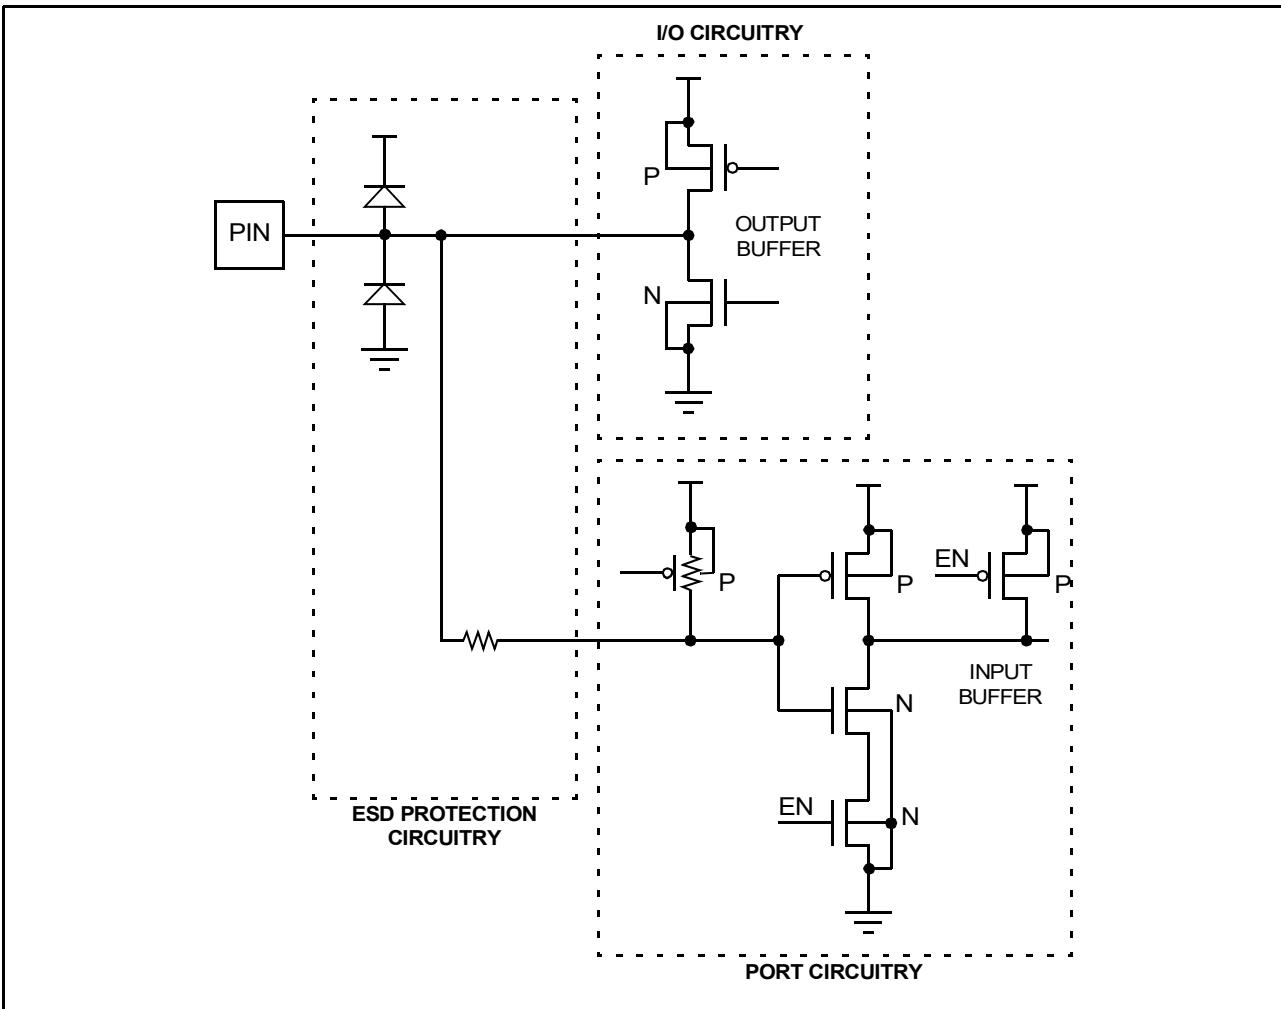 I/O CIRCUITRY
P
PIN
OUTPUT
BUFFER
N
EN
P
P
P
INPUT
BUFFER
N
EN
N
ESD PROTECTION
CIRCUITRY
PORT CIRCUITRY